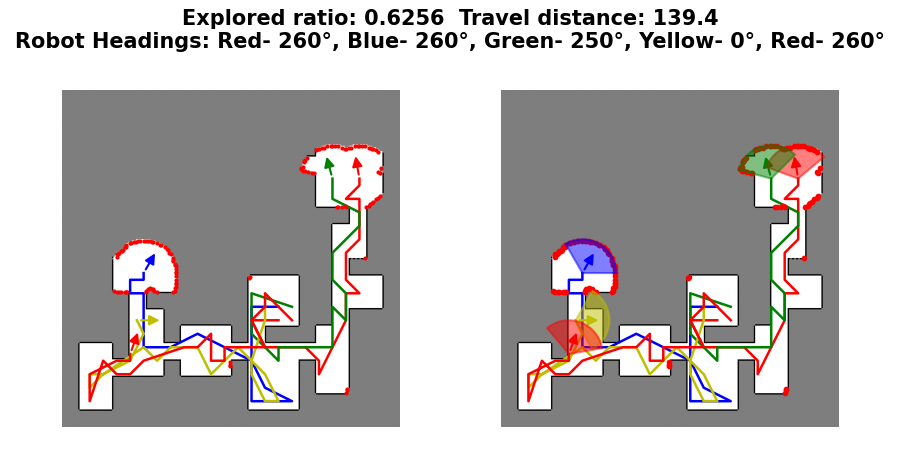 Explored ratio: 0.6256  Travel distance: 139.4
Robot Headings: Red- 260°, Blue- 260°, Green- 250°, Yellow- 0°, Red- 260°